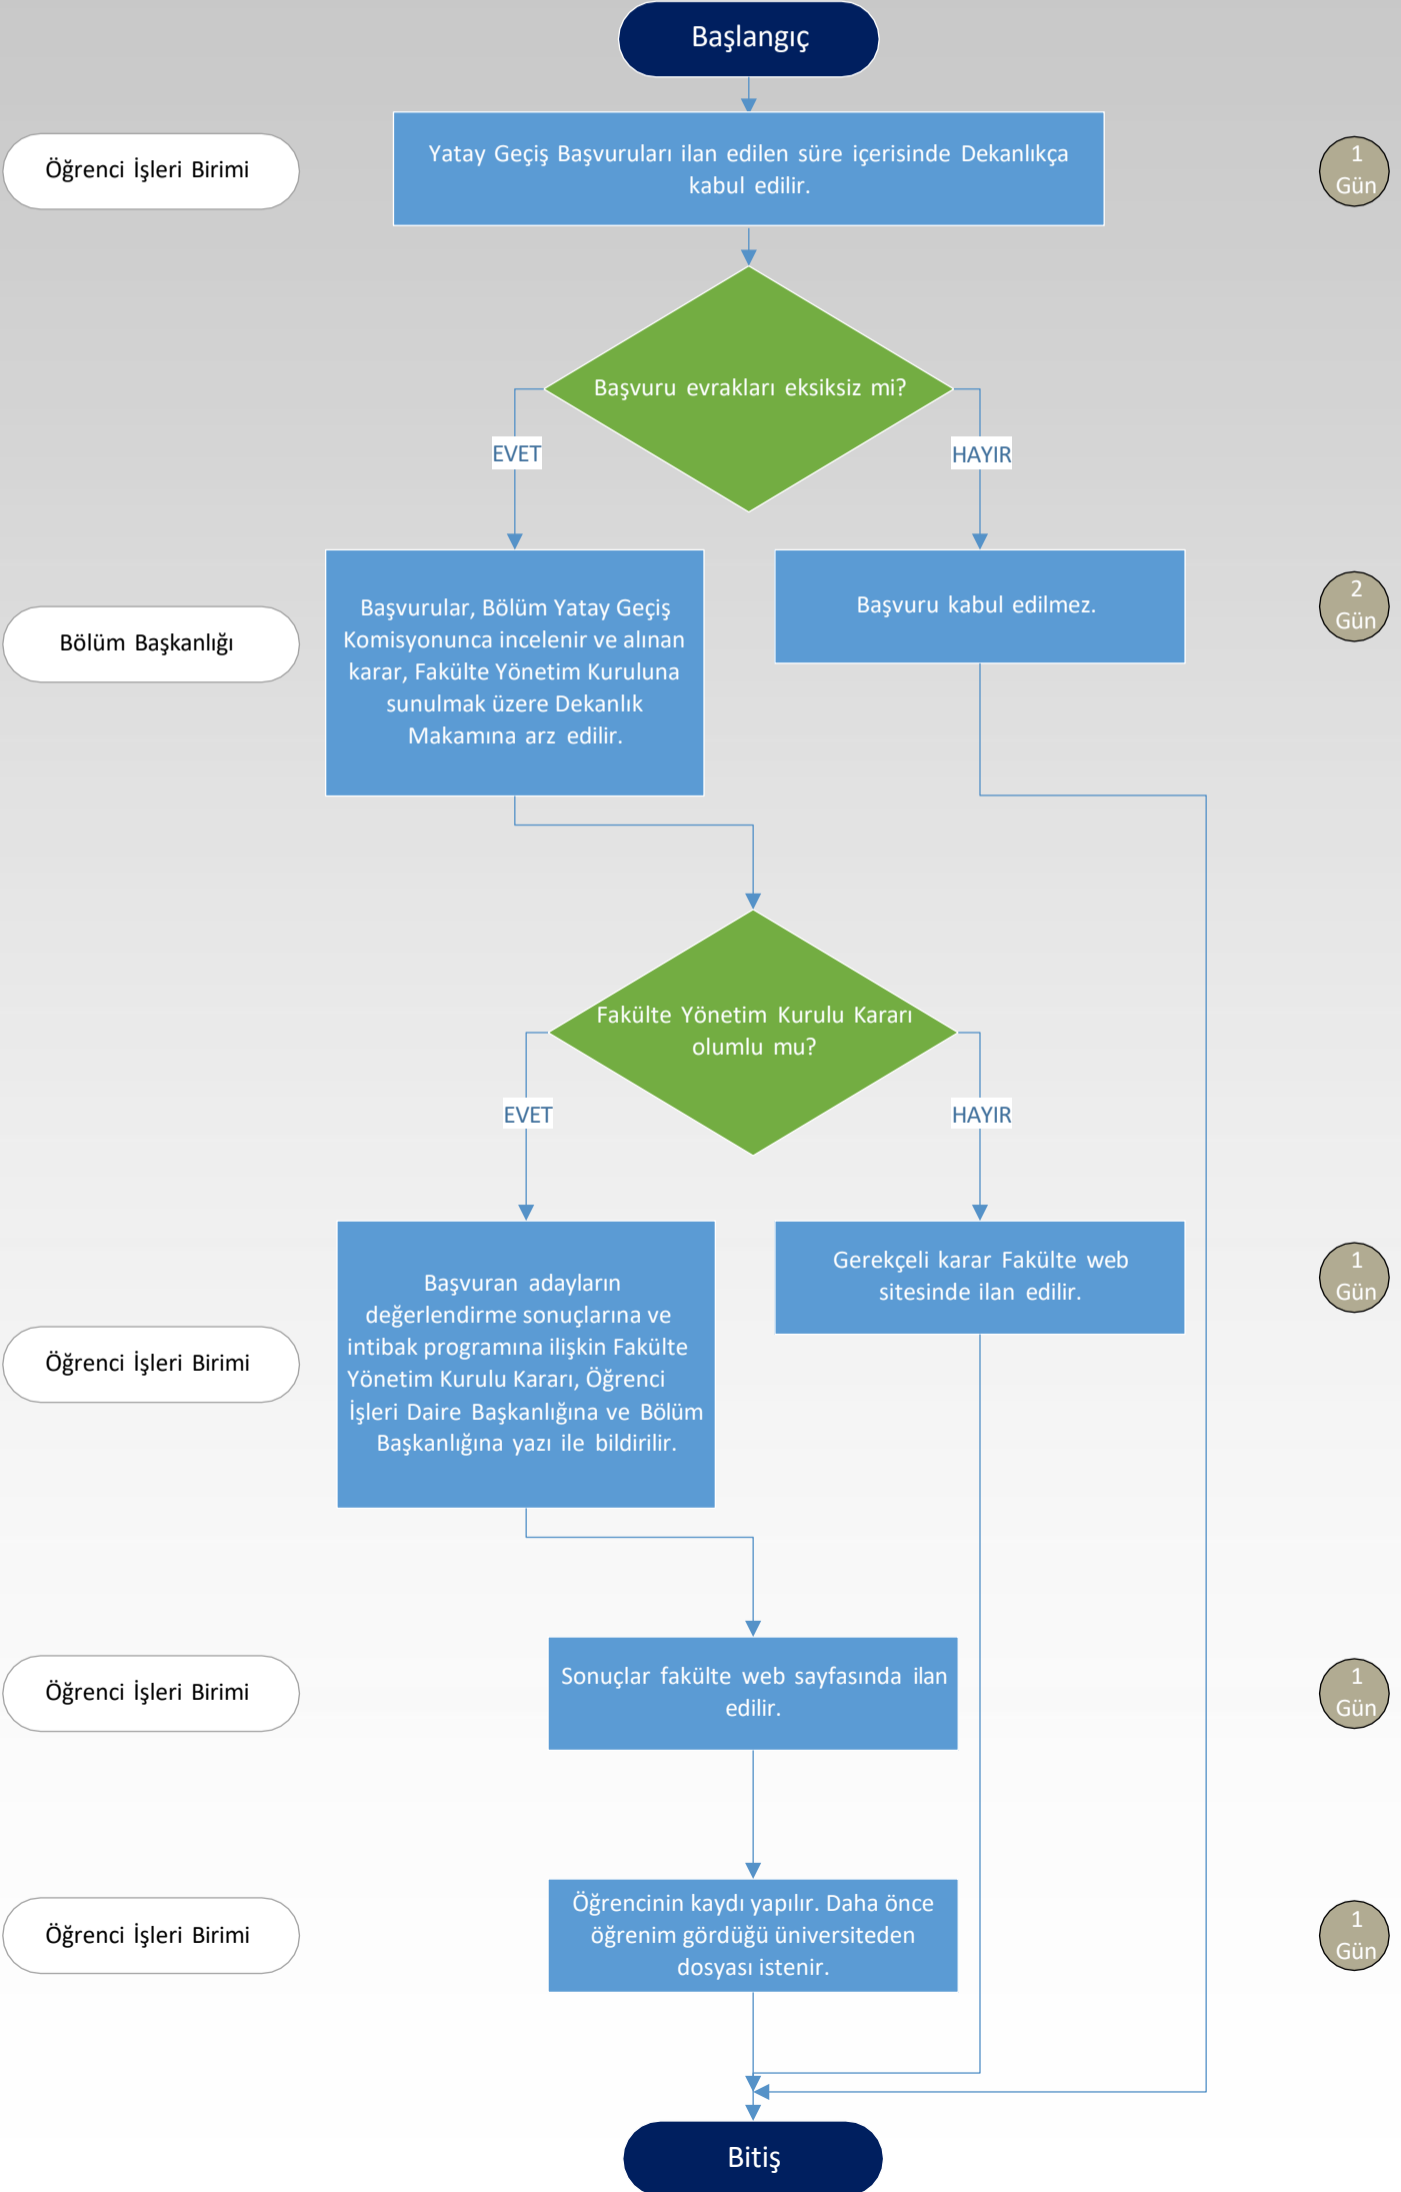 Başlangıç
Öğrenci İşleri Birimi
Yatay Geçiş Başvuruları ilan edilen süre içerisinde Dekanlıkça
kabul edilir.
1
Gün
Başvuru evrakları eksiksiz mi?
EVET
HAYIR
Bölüm Başkanlığı
Başvurular, Bölüm Yatay Geçiş
Komisyonunca incelenir ve alınan
karar, Fakülte Yönetim Kuruluna
sunulmak üzere Dekanlık
Makamına arz edilir.
Başvuru kabul edilmez.
2
Gün
Fakülte Yönetim Kurulu Kararı
olumlu mu?
EVET
HAYIR
Öğrenci İşleri Birimi
Başvuran adayların
değerlendirme sonuçlarına ve
intibak programına ilişkin Fakülte
Yönetim Kurulu Kararı, Öğrenci
İşleri Daire Başkanlığına ve Bölüm
Başkanlığına yazı ile bildirilir.
Gerekçeli karar Fakülte web
sitesinde ilan edilir.
1
Gün
Öğrenci İşleri Birimi
Sonuçlar fakülte web sayfasında ilan
edilir.
1
Gün
Öğrenci İşleri Birimi
Öğrencinin kaydı yapılır. Daha önce
öğrenim gördüğü üniversiteden
dosyası istenir.
1
Gün
Bitiş